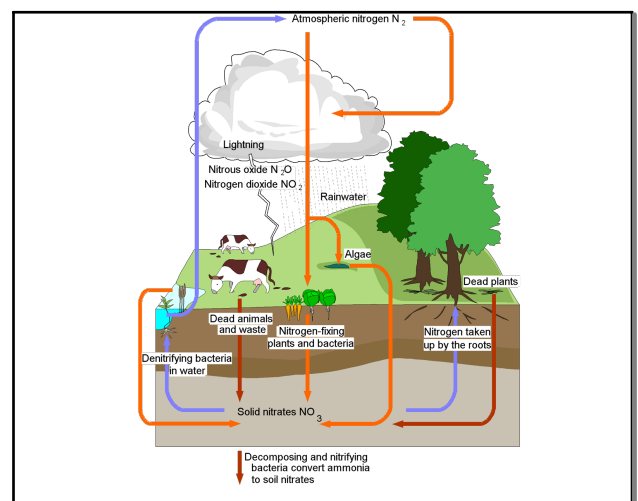 Atmospheric nitrogen N2
Lightning
Nitrous oxide N2O
Nitrogen dioxide NO2
Rainwater
Algae
Dead plants
Dead animals
and waste
Nitrogen-fixing
plants and bacteria
Nitrogen taken
up by the roots
Denitrifying bacteria
in water
Solid nitrates NO3
Decomposing and nitrifying
bacteria convert ammonia
to soil nitrates